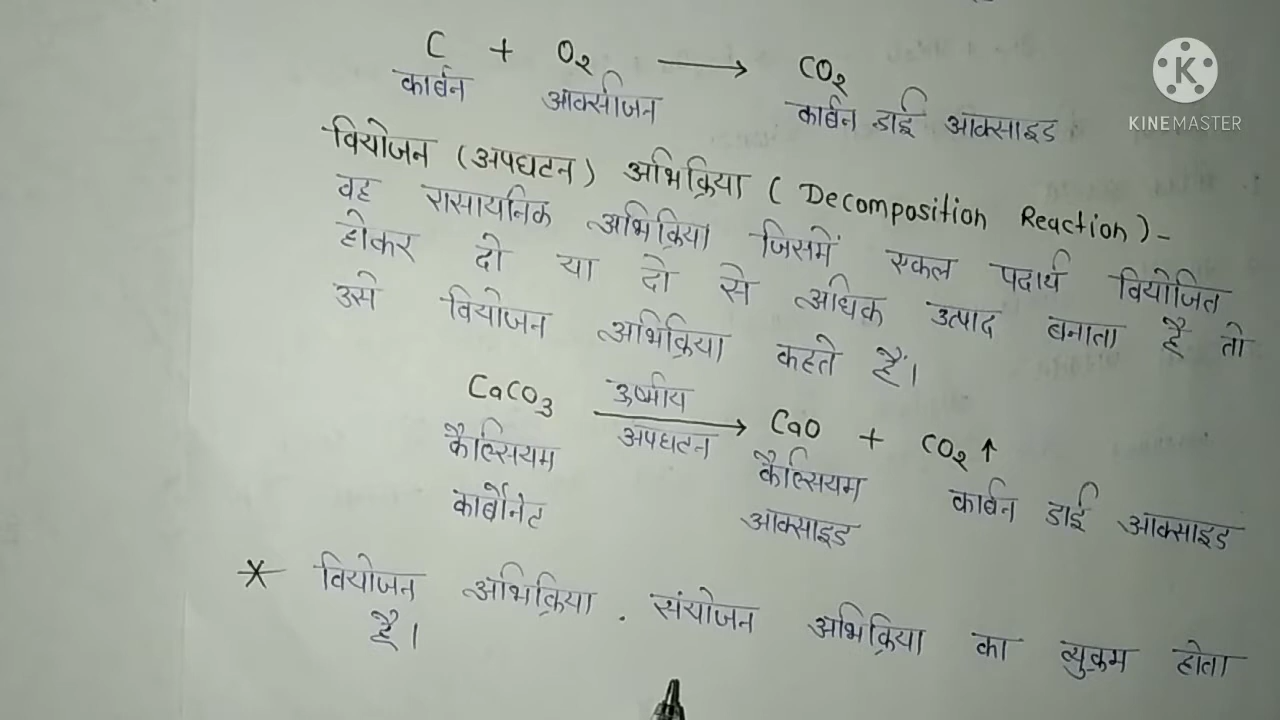 C + O₂ ⟶ CO₂
कार्बन आक्सीजन कार्बन डाई आक्साइड
K
KINEMASTER
वियोजन (अपघटन) अभिक्रिया ( Decomposition Reaction ) -
वह रासायनिक अभिक्रिया जिसमें एकल पदार्थ वियोजित
होकर दो या दो से अधिक उत्पाद बनाता है तो
उसे वियोजन अभिक्रिया कहते हैं।
ऊष्मीय
CaCO₃ ⟶ CaO + CO₂ ↑
अपघटन
कैल्सियम कैल्सियम कार्बन डाई आक्साइड
कार्बोनेट आक्साइड
* वियोजन अभिक्रिया . संयोजन अभिक्रिया का व्युक्रम होता
है।